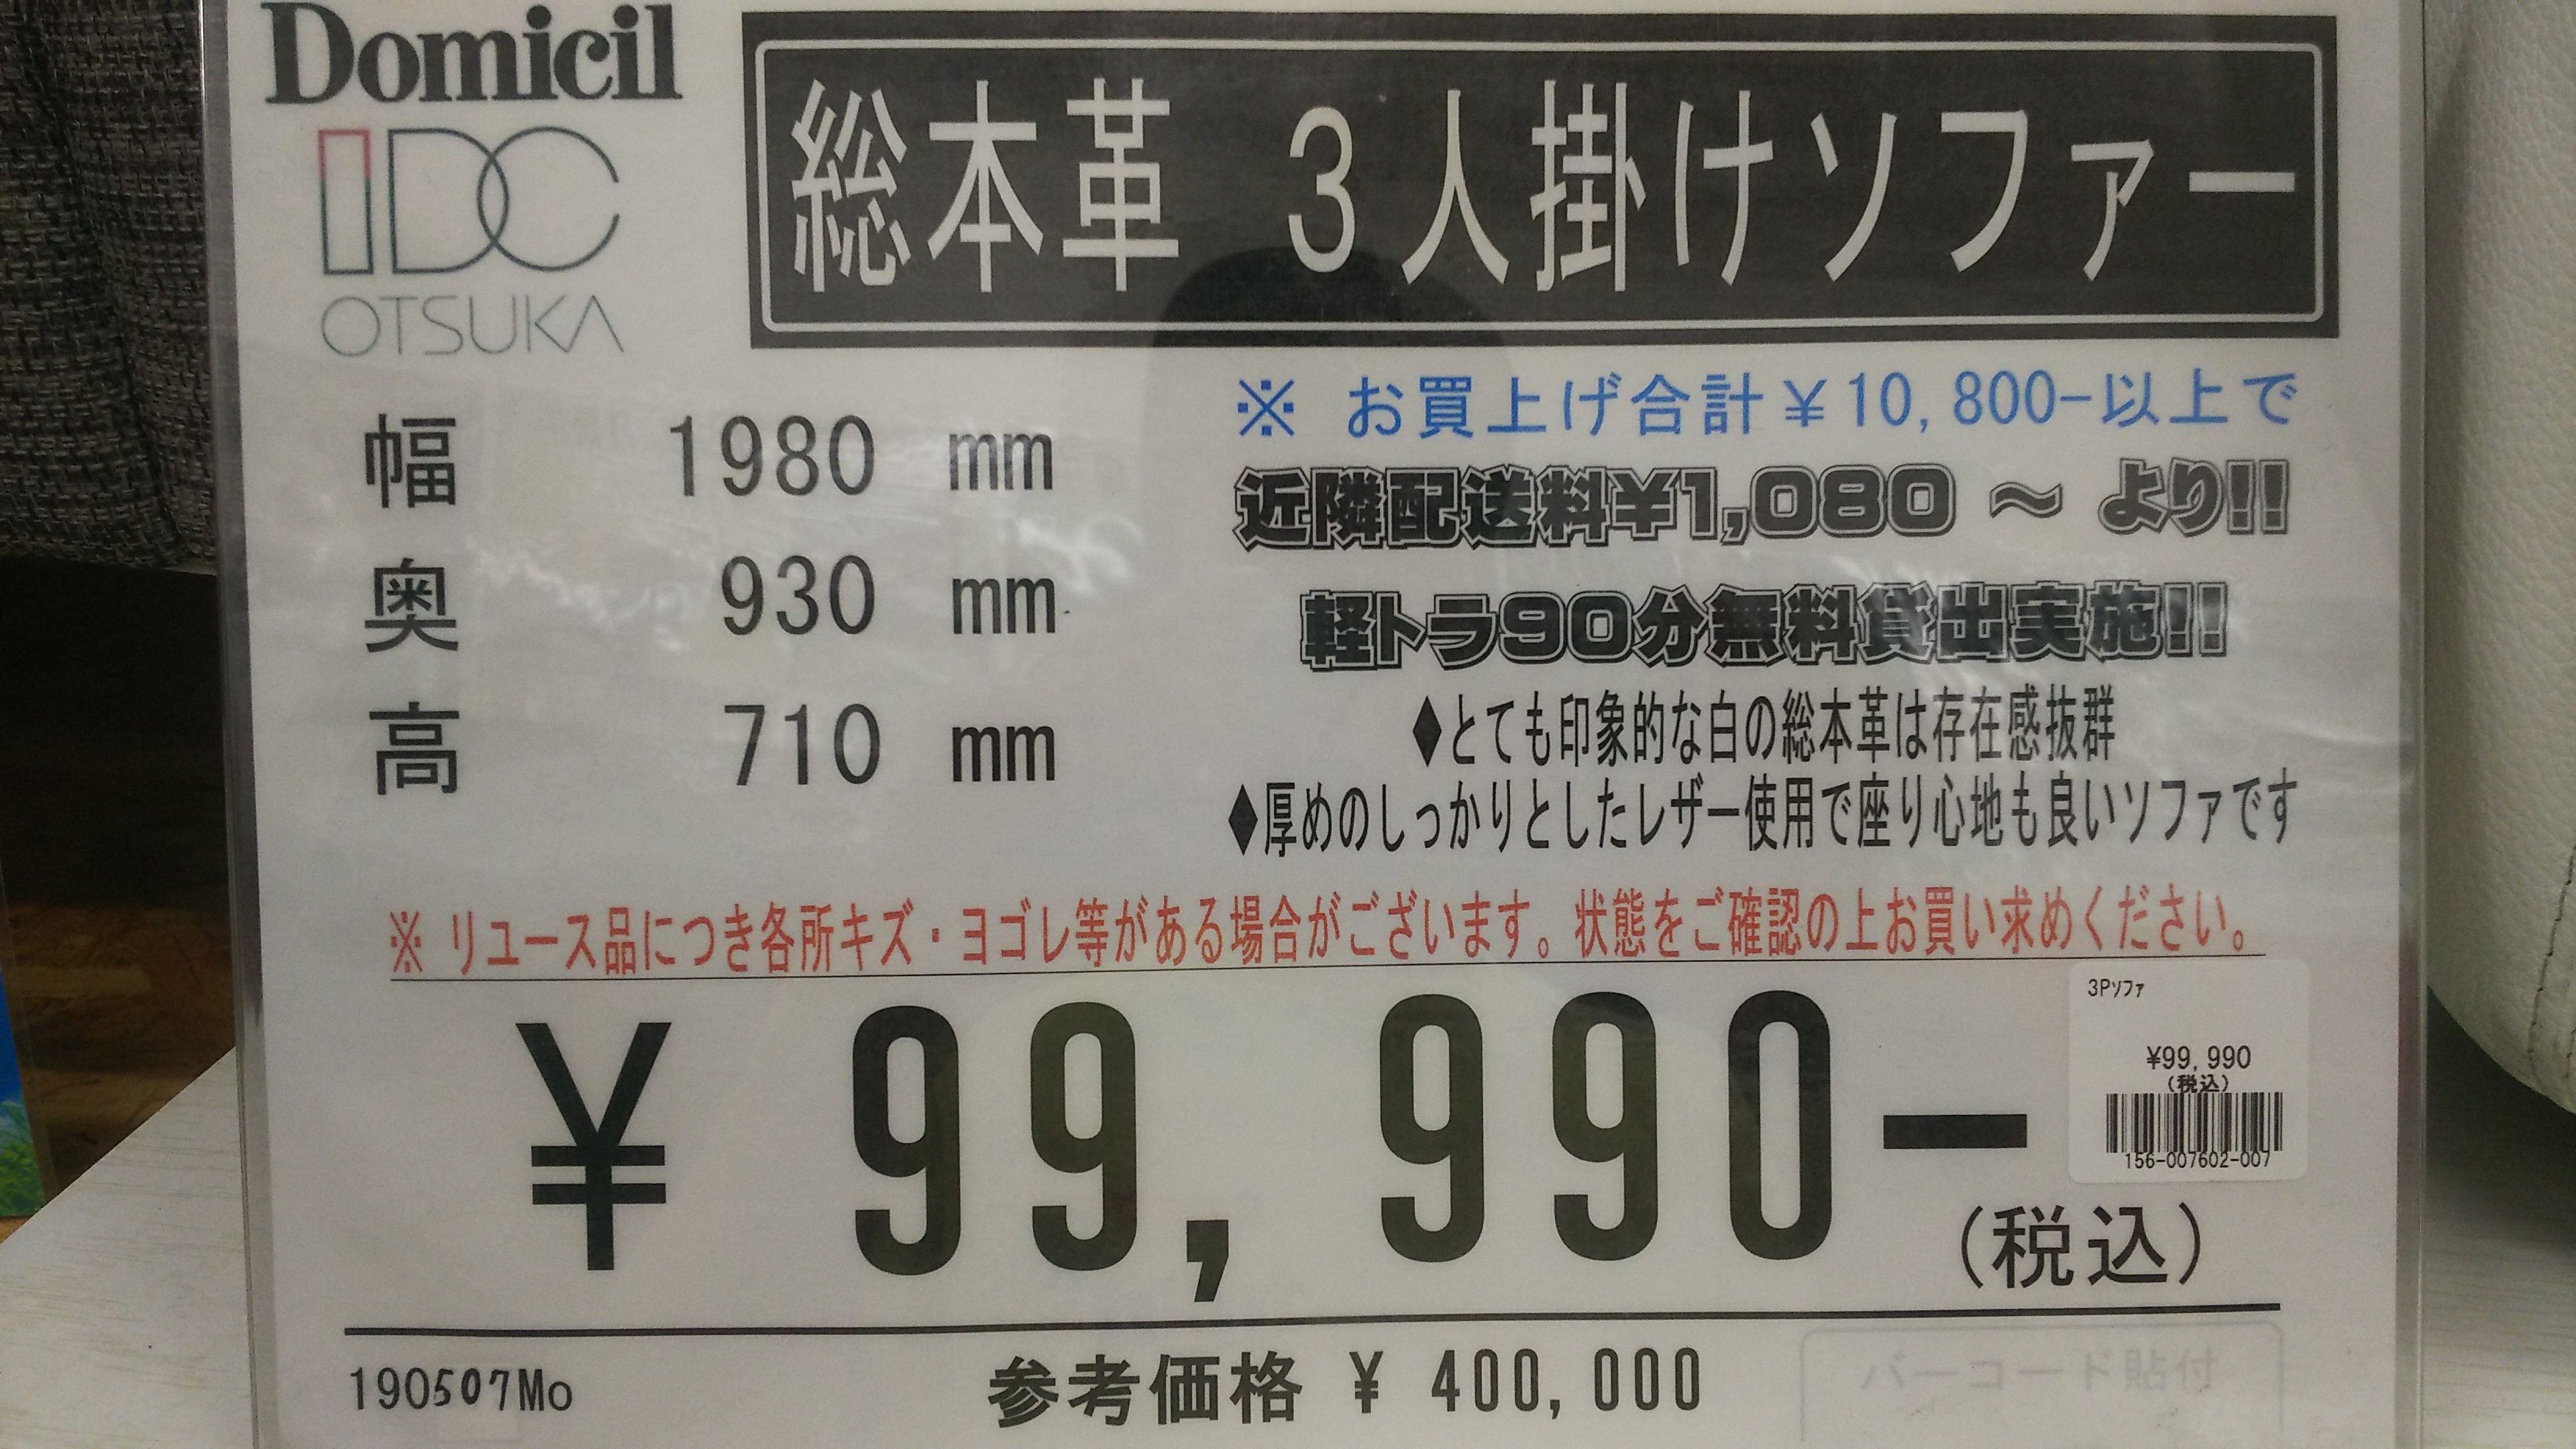 Domicil
IDC
OTSUKA
総本革 3人掛けソファー
幅 1980 mm
奥 930 mm
高 710 mm
※ お買上げ合計¥10,800-以上で
近隣配送料¥1,080 ～ より!!
軽トラ90分無料貸出実施!!
◆とても印象的な白の総本革は存在感抜群
◆厚めのしっかりとしたレザー使用で座り心地も良いソファです
※ リユース品につき各所キズ・ヨゴレ等がある場合がございます。状態をご確認の上お買い求めください。
¥ 99,990-
(税込)
3Pソファ
¥99,990
(税込)
156-007602-007
190507Mo
参考価格 ¥ 400,000
バーコード貼付